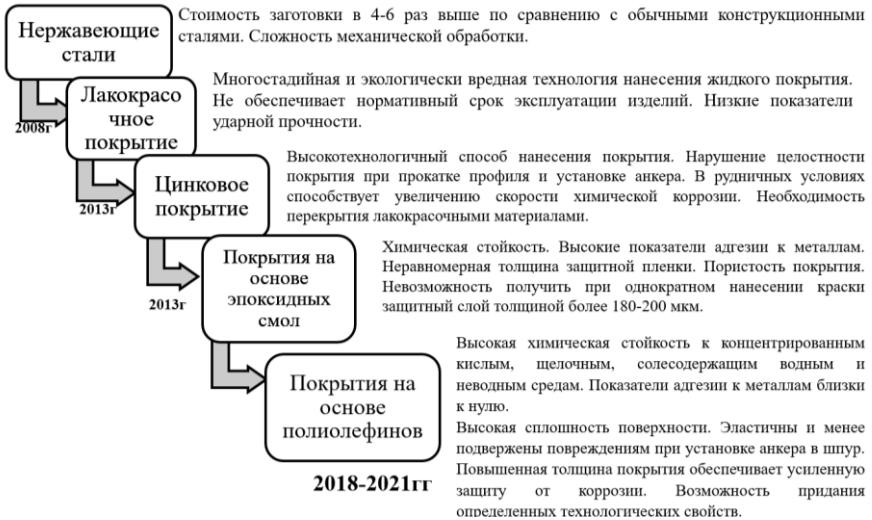 Нержавеющие
стали
Стоимость заготовки в 4-6 раз выше по сравнению с обычными конструкционными
сталями. Сложность механической обработки.
2008г
Лакокрасо
чное
покрытие
Многостадийная и экологически вредная технология нанесения жидкого покрытия.
Не обеспечивает нормативный срок эксплуатации изделий. Низкие показатели
ударной прочности.
2013г
Цинковое
покрытие
Высокотехнологичный способ нанесения покрытия. Нарушение целостности
покрытия при прокатке профиля и установке анкера. В рудничных условиях
способствует увеличению скорости химической коррозии. Необходимость
перекрытия лакокрасочными материалами.
2013г
Покрытия на
основе
эпоксидных
смол
Химическая стойкость. Высокие показатели адгезии к металлам.
Неравномерная толщина защитной пленки. Пористость покрытия.
Невозможность получить при однократном нанесении краски
защитный слой толщиной более 180-200 мкм.
Покрытия на
основе
полиолефинов
2018-2021гг
Высокая химическая стойкость к концентрированным
кислым, щелочным, солесодержащим водным и
неводным средам. Показатели адгезии к металлам близки
к нулю.
Высокая сплошность поверхности. Эластичны и менее
подвержены повреждениям при установке анкера в шпур.
Повышенная толщина покрытия обеспечивает усиленную
защиту от коррозии. Возможность придания
определенных технологических свойств.